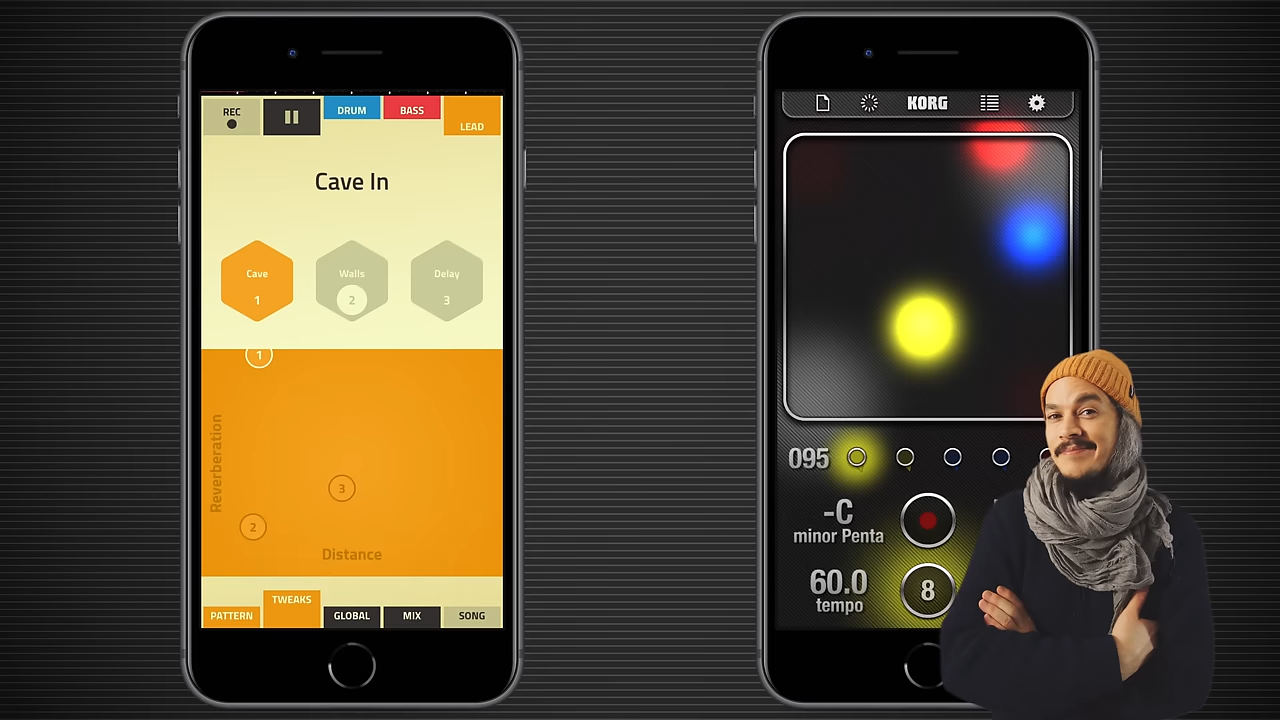 REC
DRUM
BASS
LEAD
Cave In
Cave
1
Walls
2
Delay
3
1
Reverberation
3
2
Distance
PATTERN
TWEAKS
GLOBAL
MIX
SONG
KORG
095
-C
minor Penta
60.0
tempo
8